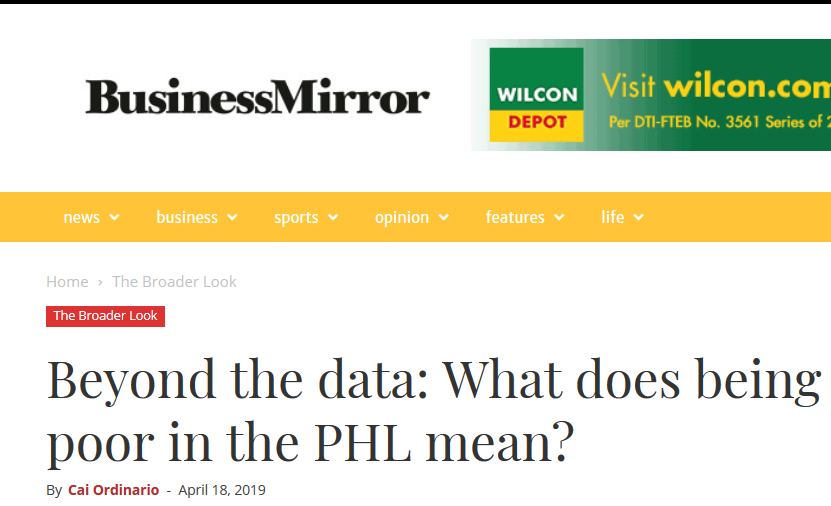 BusinessMirror
WILCON
DEPOT
Visit wilcon.com
Per DTI-FTEB No. 3561 Series of
news
business
sports
opinion
features
life
Home › The Broader Look
The Broader Look
Beyond the data: What does being
poor in the PHL mean?
By Cai Ordinario - April 18, 2019